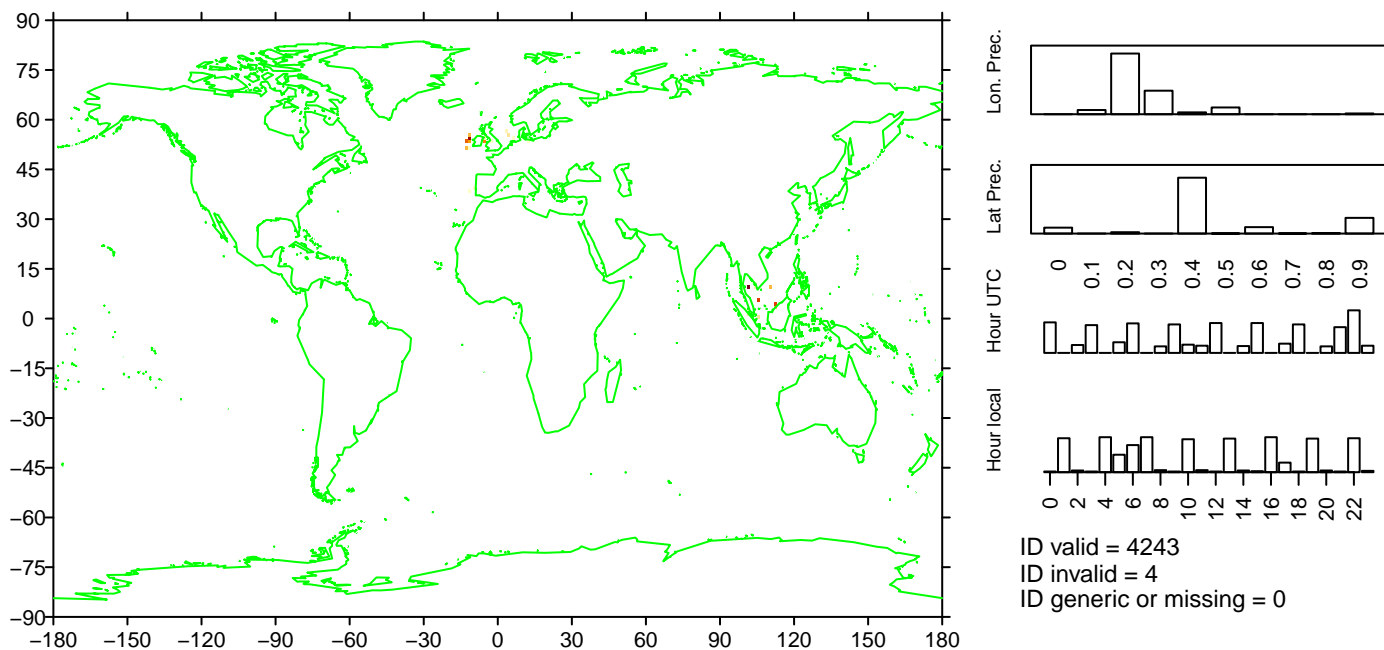 90
75
60
45
30
15
0
−15
−30
−45
−60
−75
−90
−180 −150 −120 −90 −60 −30 0 30 60 90 120 150 180
Lon. Prec.
Lat Prec.
0 0.1 0.2 0.3 0.4 0.5 0.6 0.7 0.8 0.9
Hour UTC
Hour local
0 2 4 6 8 10 12 14 16 18 20 22
ID valid = 4243
ID invalid = 4
ID generic or missing = 0